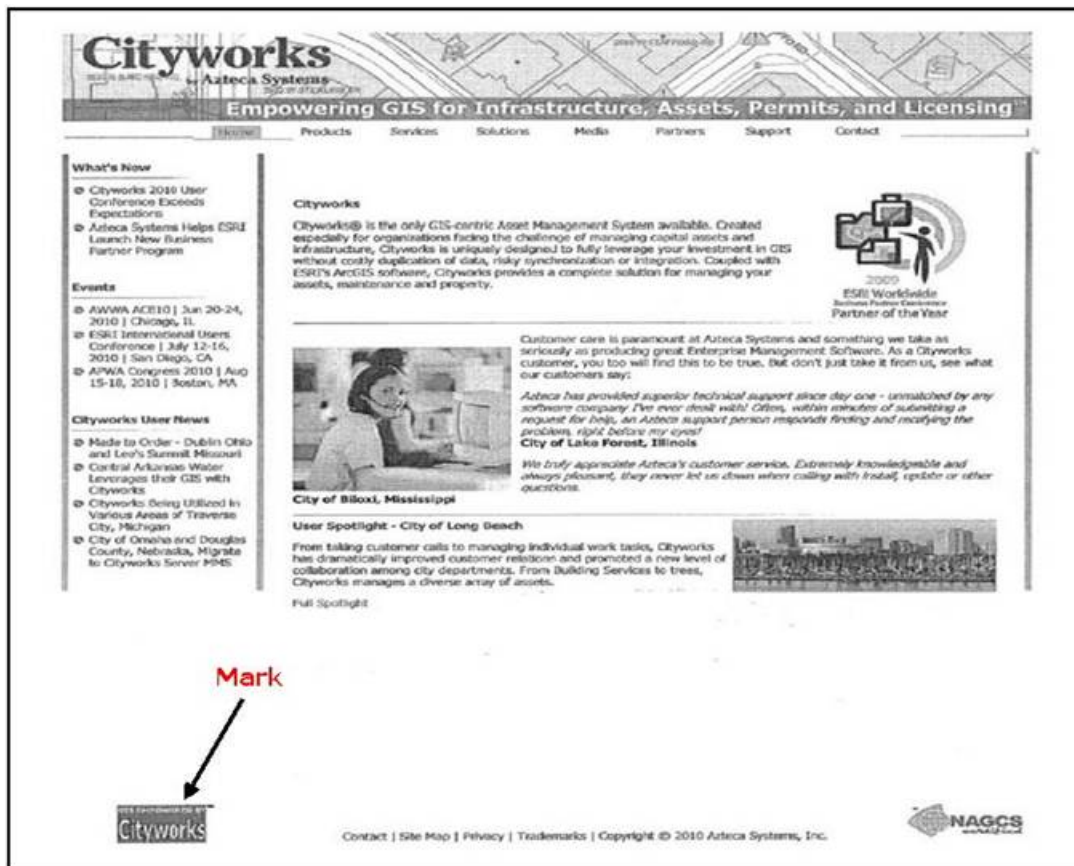 Cityworks
by Azteca Systems
Empowering GIS for Infrastructure, Assets, Permits, and Licensing
Home Products Services Solutions Media Partners Support Contact
What's New
Cityworks 2010 User
Conference Exceeds
Expectations
Azteca Systems Helps ESRI
Launch New Business
Partner Program
Events
AWWA ACE10 | Jun 20-24,
2010 | Chicago, IL
ESRI International Users
Conference | July 12-16,
2010 | San Diego, CA
APWA Congress 2010 | Aug
15-18, 2010 | Boston, MA
Cityworks User News
Made to Order - Dublin Ohio
and Lee's Summit Missouri
Central Arkansas Water
Leverages their GIS with
Cityworks
Cityworks Being Utilized in
Various Areas of Traverse
City, Michigan
City of Omaha and Douglas
County, Nebraska, Migrate
to Cityworks Server MMS
Cityworks
Cityworks® is the only GIS-centric Asset Management System available. Created
especially for organizations facing the challenge of managing capital assets and
infrastructure, Cityworks is uniquely designed to fully leverage your investment in GIS
without costly duplication of data, risky synchronization or integration. Coupled with
ESRI's ArcGIS software, Cityworks provides a complete solution for managing your
assets, maintenance and property.
2009
ESRI Worldwide
Business Partner Conference
Partner of the Year
Customer care is paramount at Azteca Systems and something we take as
seriously as producing great Enterprise Management Software. As a Cityworks
customer, you too will find this to be true. But don't just take it from us, see what
our customers say:
Azteca has provided superior technical support since day one - unmatched by any
software company I've ever dealt with! Often, within minutes of submitting a
request for help, an Azteca support person responds finding and rectifying the
problem, right before my eyes!
City of Lake Forest, Illinois
We truly appreciate Azteca's customer service. Extremely knowledgeable and
always pleasant, they never let us down when calling with install, update or other
questions.
City of Biloxi, Mississippi
User Spotlight - City of Long Beach
From taking customer calls to managing individual work tasks, Cityworks
has dramatically improved customer relation and promoted a new level of
collaboration among city departments. From Building Services to trees,
Cityworks manages a diverse array of assets.
Full Spotlight
Mark
Cityworks
Contact | Site Map | Privacy | Trademarks | Copyright © 2010 Azteca Systems, Inc.
NAGCS
certified